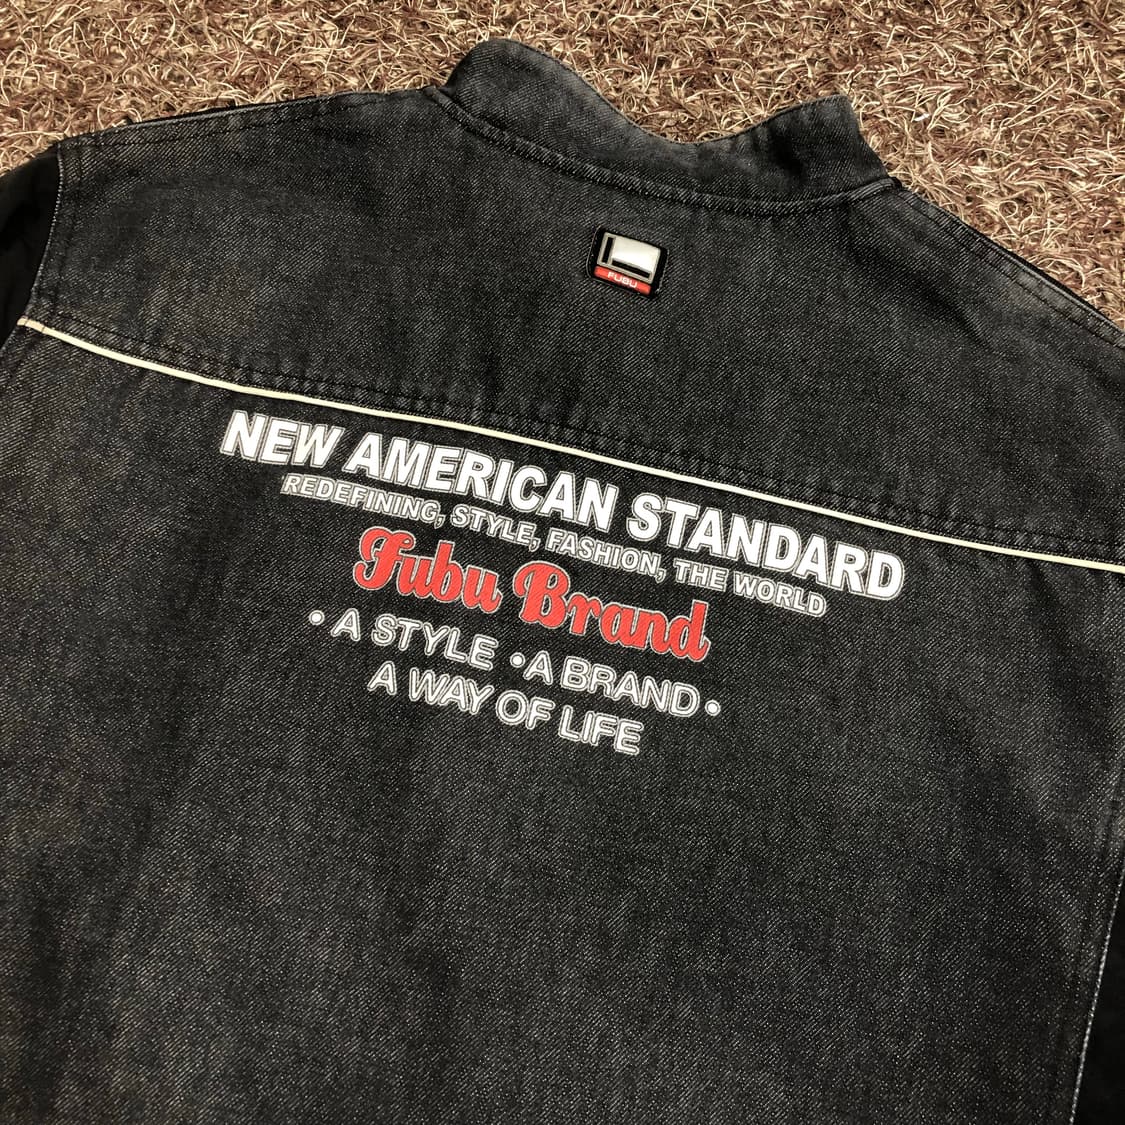 FUBU
NEW AMERICAN STANDARD
REDEFINING, STYLE, FASHION, THE WORLD
Fubu Brand
• A STYLE • A BRAND •
A WAY OF LIFE